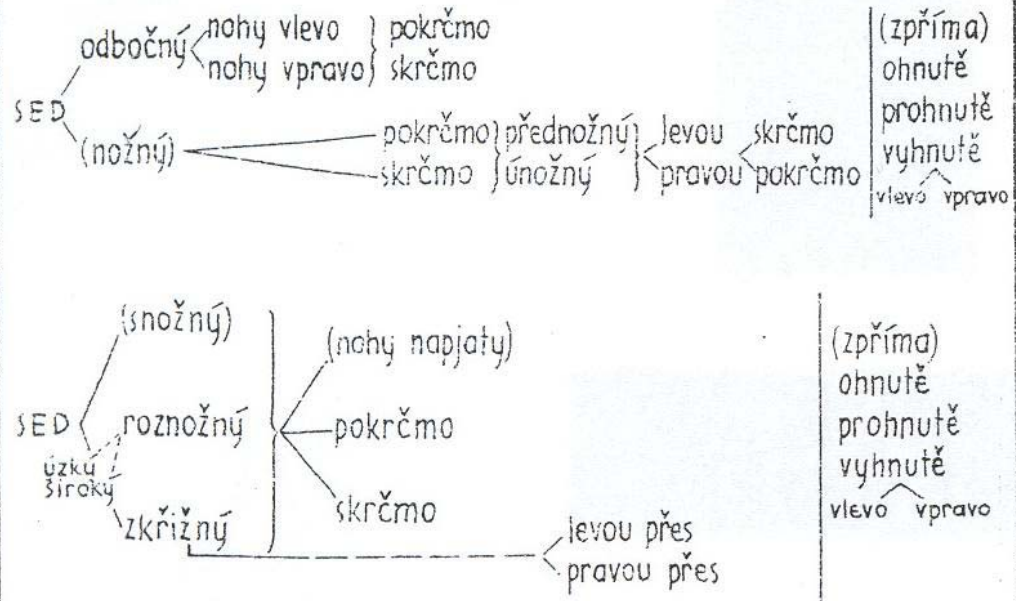 odbočný nohy vlevo pokrčmo
nohy vpravo skrčmo
SED
(nožný) pokrčmo přednožný levou skrčmo
skrčmo únožný pravou pokrčmo
(zpříma)
ohnutě
prohnutě
vyhnutě
vlevo vpravo
(snožný)
(nohy napjaty)
SED roznožný pokrčmo
úzký
široký
zkřižný skrčmo
levou přes
pravou přes
(zpříma)
ohnutě
prohnutě
vyhnutě
vlevo vpravo